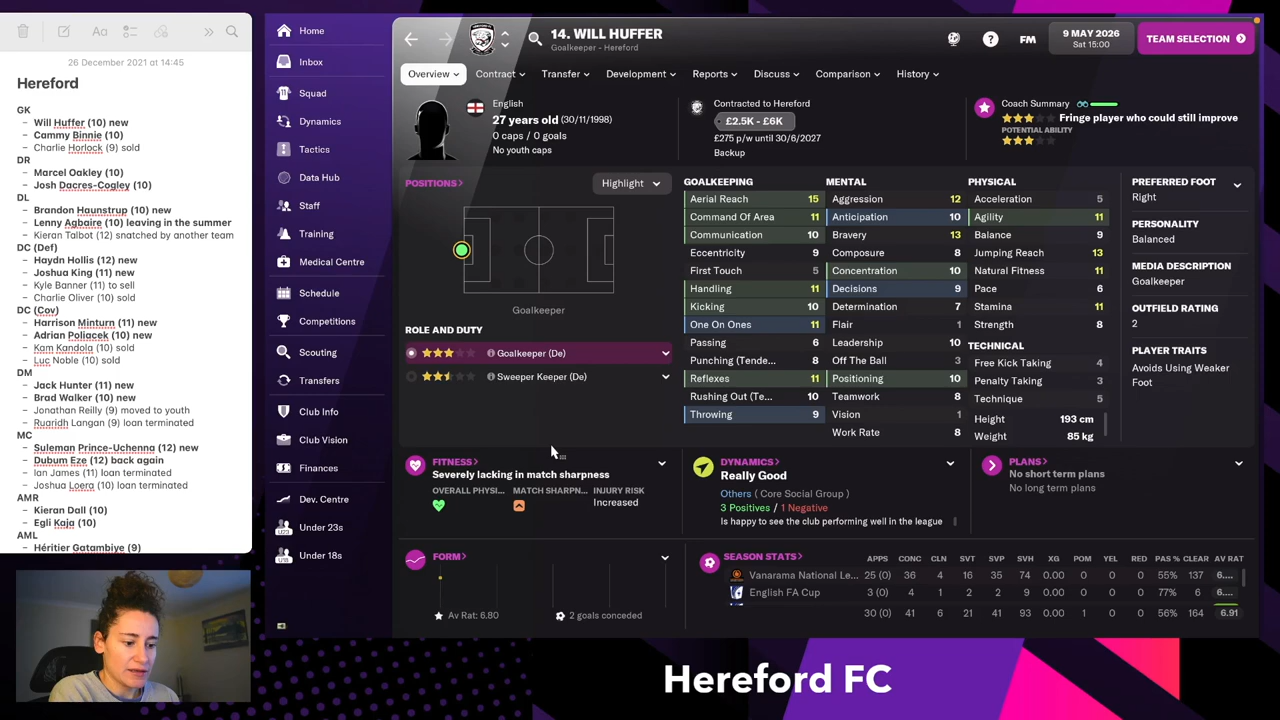 26 December 2021 at 14:45
Hereford
GK
- Will Huffer (10) new
- Cammy Binnie (10)
- Charlie Horlock (9) sold
DR
- Marcel Oakley (10)
- Josh Dacres-Cogley (10)
DL
- Brandon Haunstrup (10) new
- Lenny Agbaire (10) leaving in the summer
- Kieran Talbot (12) snatched by another team
DC (Def)
- Haydn Hollis (12) new
- Joshua King (11) new
- Kyle Banner (11) to sell
- Charlie Oliver (10) sold
DC (Cov)
- Harrison Minturn (11) new
- Adrian Poliacek (10) new
- Kam Kandola (10) sold
- Luc Noble (10) sold
DM
- Jack Hunter (11) new
- Brad Walker (10) new
- Jonathan Reilly (9) moved to youth
- Ruaridh Langan (9) loan terminated
MC
- Suleman Prince-Uchenna (12) new
- Dubum Eze (12) back again
- Ian James (11) loan terminated
- Joshua Loera (10) loan terminated
AMR
- Kieran Dall (10)
- Egli Kaja (10)
AML
- Héritier Gatambiye (9)
Home
Inbox
Squad
Dynamics
Tactics
Data Hub
Staff
Training
Medical Centre
Schedule
Competitions
Scouting
Transfers
Club Info
Club Vision
Finances
Dev. Centre
Under 23s
Under 18s
14. WILL HUFFER
Goalkeeper - Hereford
FM
9 MAY 2026
Sat 15:00
TEAM SELECTION
Overview Contract Transfer Development Reports Discuss Comparison History
English
27 years old (30/11/1998)
0 caps / 0 goals
No youth caps
Contracted to Hereford
£2.5K - £6K
£275 p/w until 30/6/2027
Backup
Coach Summary
Fringe player who could still improve
POTENTIAL ABILITY
POSITIONS
Highlight
Goalkeeper
ROLE AND DUTY
Goalkeeper (De)
Sweeper Keeper (De)
GOALKEEPING
Aerial Reach 15
Command Of Area 11
Communication 10
Eccentricity 9
First Touch 5
Handling 11
Kicking 10
One On Ones 11
Passing 6
Punching (Tende... 8
Reflexes 11
Rushing Out (Te... 10
Throwing 9
MENTAL
Aggression 12
Anticipation 10
Bravery 13
Composure 8
Concentration 10
Decisions 9
Determination 7
Flair 1
Leadership 10
Off The Ball 3
Positioning 10
Teamwork 8
Vision 1
Work Rate 8
PHYSICAL
Acceleration 5
Agility 11
Balance 9
Jumping Reach 13
Natural Fitness 11
Pace 6
Stamina 11
Strength 8
TECHNICAL
Free Kick Taking 4
Penalty Taking 3
Technique 5
Height 193 cm
Weight 85 kg
PREFERRED FOOT
Right
PERSONALITY
Balanced
MEDIA DESCRIPTION
Goalkeeper
OUTFIELD RATING
2
PLAYER TRAITS
Avoids Using Weaker
Foot
FITNESS
Severely lacking in match sharpness
OVERALL PHYSI... MATCH SHARPN... INJURY RISK
Increased
DYNAMICS
Really Good
Others ( Core Social Group )
3 Positives / 1 Negative
Is happy to see the club performing well in the league
PLANS
No short term plans
No long term plans
FORM
Av Rat: 6.80
2 goals conceded
SEASON STATS APPS CONC CLN SVT SVP SVH XG POM YEL RED PAS % CLEAR AV RAT
Vanarama National Le... 25 (0) 36 4 16 35 74 0.00 0 0 0 55% 137 6....
English FA Cup 3 (0) 4 1 2 2 9 0.00 0 0 0 77% 6 6....
30 (0) 41 6 21 41 93 0.00 1 0 0 56% 164 6.91
Hereford FC